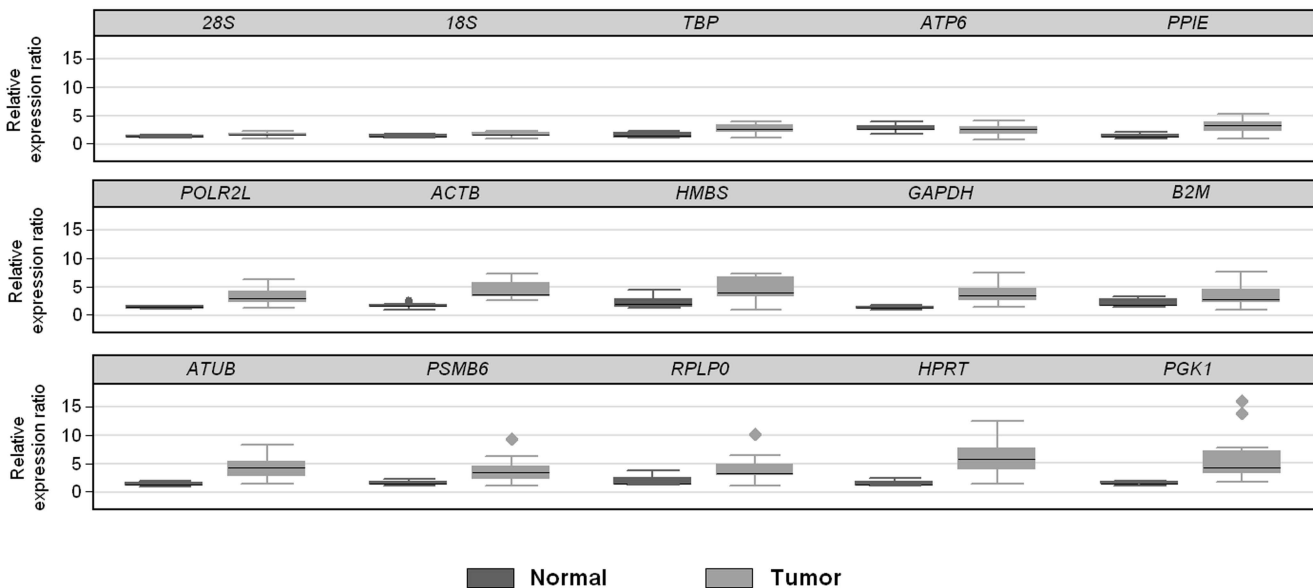 28S 18S TBP ATP6 PPIE
Relative
expression ratio
15
10
5
0
POLR2L ACTB HMBS GAPDH B2M
Relative
expression ratio
15
10
5
0
ATUB PSMB6 RPLP0 HPRT PGK1
Relative
expression ratio
15
10
5
0
Normal Tumor